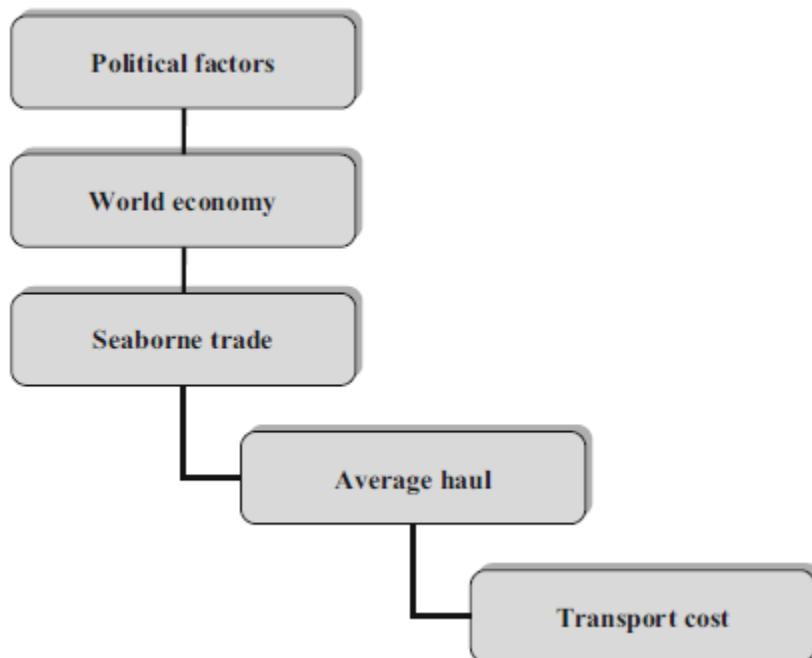 Political factors
World economy
Seaborne trade
Average haul
Transport cost